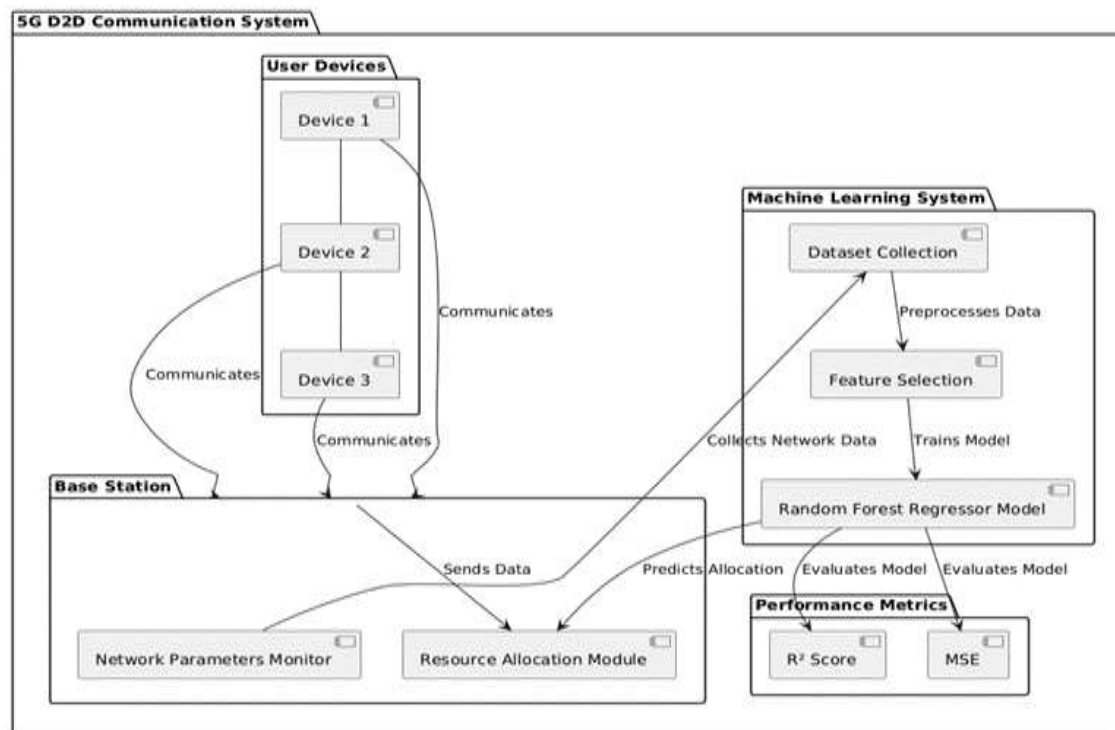 5G D2D Communication System
User Devices
Device 1
Machine Learning System
Device 2
Dataset Collection
Communicates
Preprocesses Data
Communicates
Device 3
Feature Selection
Communicates
Collects Network Data
Trains Model
Base Station
Random Forest Regressor Model
Sends Data
Predicts Allocation
Evaluates Model
Evaluates Model
Performance Metrics
Network Parameters Monitor
Resource Allocation Module
R² Score
MSE